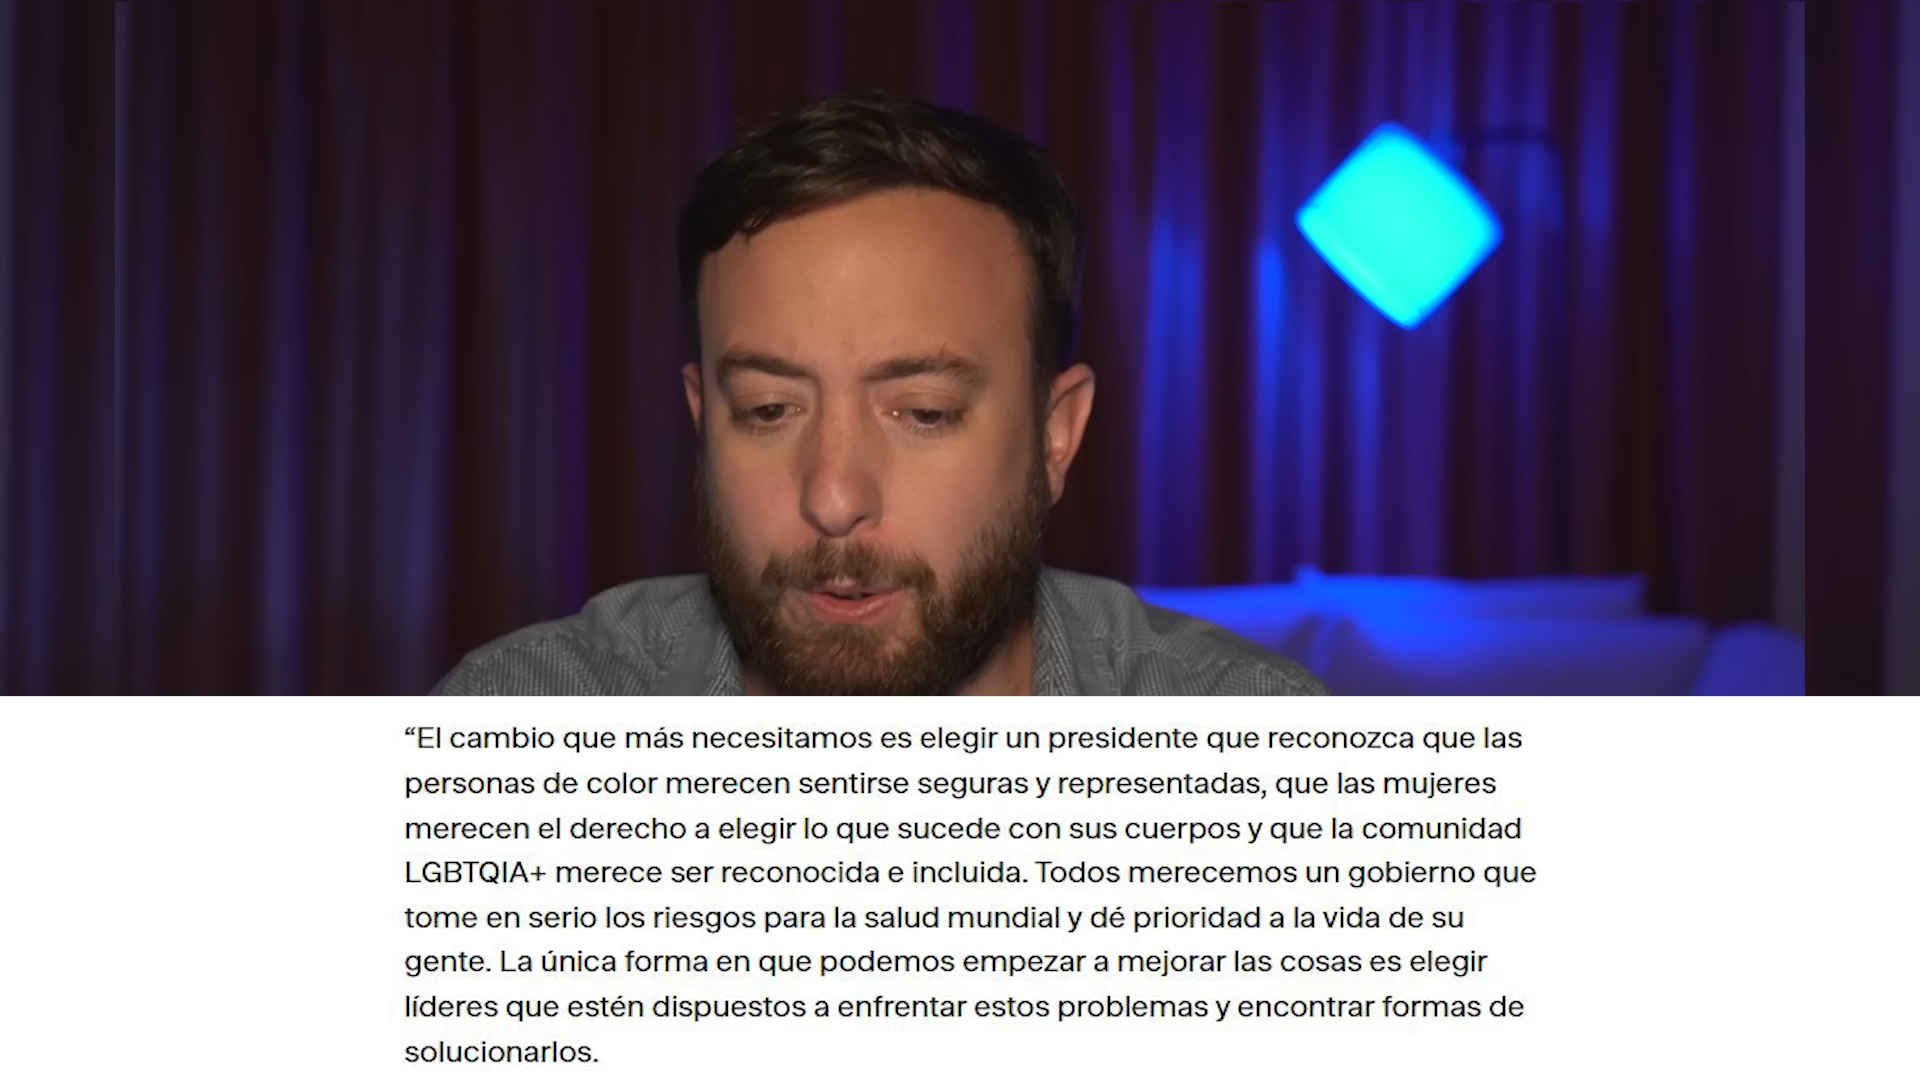 “El cambio que más necesitamos es elegir un presidente que reconozca que las
personas de color merecen sentirse seguras y representadas, que las mujeres
merecen el derecho a elegir lo que sucede con sus cuerpos y que la comunidad
LGBTQIA+ merece ser reconocida e incluida. Todos merecemos un gobierno que
tome en serio los riesgos para la salud mundial y dé prioridad a la vida de su
gente. La única forma en que podemos empezar a mejorar las cosas es elegir
líderes que estén dispuestos a enfrentar estos problemas y encontrar formas de
solucionarlos.